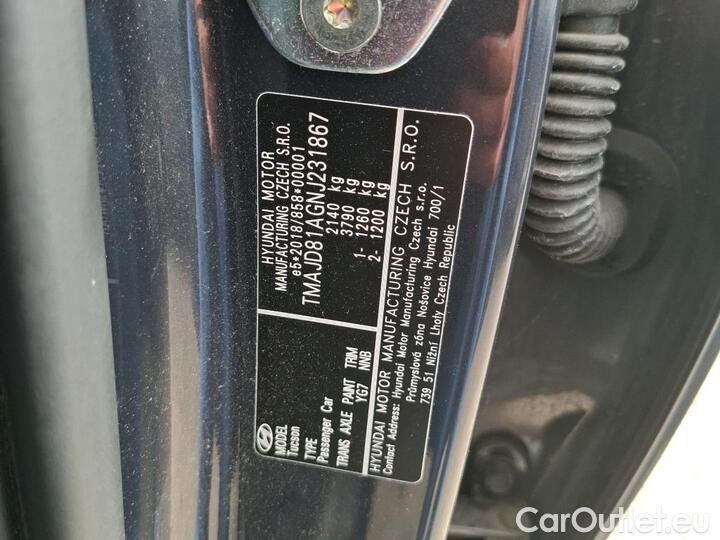 HYUNDAI MOTOR
MANUFACTURING CZECH S.R.O.
e5*2018/858*00001
TMAJD81AGNJ231867
2140 kg
3790 kg
1- 1260 kg
2- 1200 kg
MODEL
Tucson
TYPE
Passenger Car
TRANS AXLE PAINT TRIM
YG7 NNB
HYUNDAI MOTOR MANUFACTURING CZECH S.R.O.
Contact Address: Hyundai Motor Manufacturing Czech s.r.o.
Průmyslová zóna Nošovice Hyundai 700/1
739 51 Nižní Lhoty Czech Republic
CarOutlet.eu